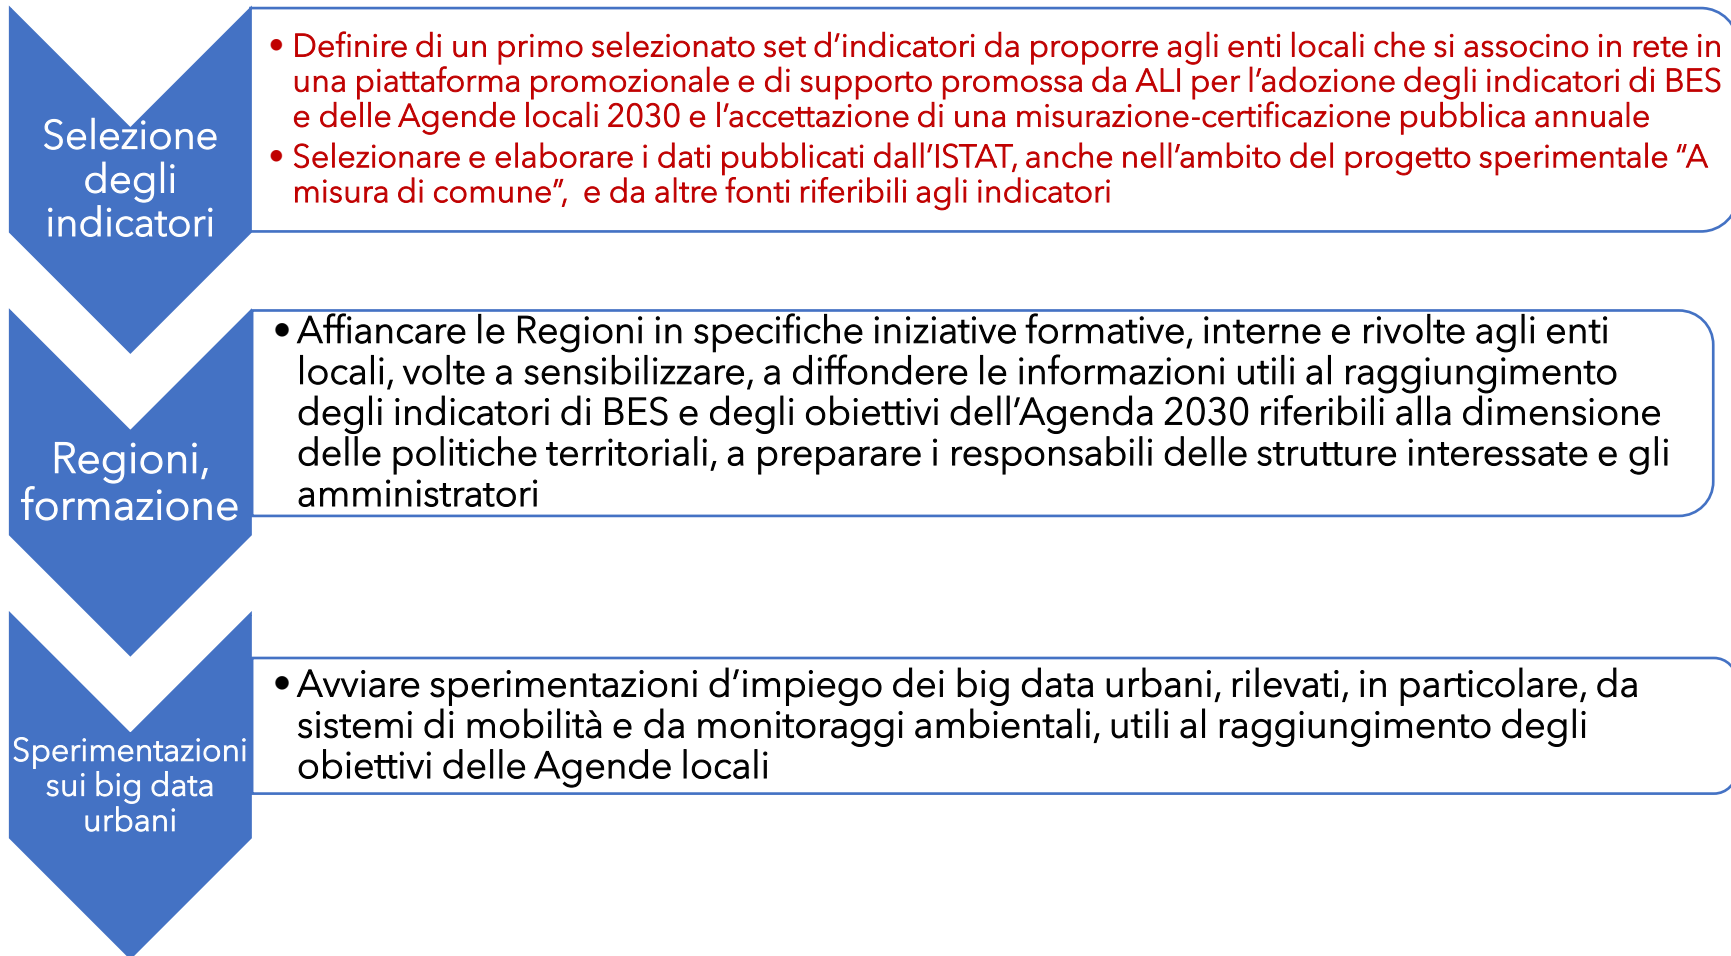 Selezione
degli
indicatori
• Definire di un primo selezionato set d’indicatori da proporre agli enti locali che si associno in rete in
una piattaforma promozionale e di supporto promossa da ALI per l’adozione degli indicatori di BES
e delle Agende locali 2030 e l’accettazione di una misurazione-certificazione pubblica annuale
• Selezionare e elaborare i dati pubblicati dall’ISTAT, anche nell’ambito del progetto sperimentale “A
misura di comune”, e da altre fonti riferibili agli indicatori
Regioni,
formazione
• Affiancare le Regioni in specifiche iniziative formative, interne e rivolte agli enti
locali, volte a sensibilizzare, a diffondere le informazioni utili al raggiungimento
degli indicatori di BES e degli obiettivi dell’Agenda 2030 riferibili alla dimensione
delle politiche territoriali, a preparare i responsabili delle strutture interessate e gli
amministratori
Sperimentazioni
sui big data
urbani
• Avviare sperimentazioni d’impiego dei big data urbani, rilevati, in particolare, da
sistemi di mobilità e da monitoraggi ambientali, utili al raggiungimento degli
obiettivi delle Agende locali